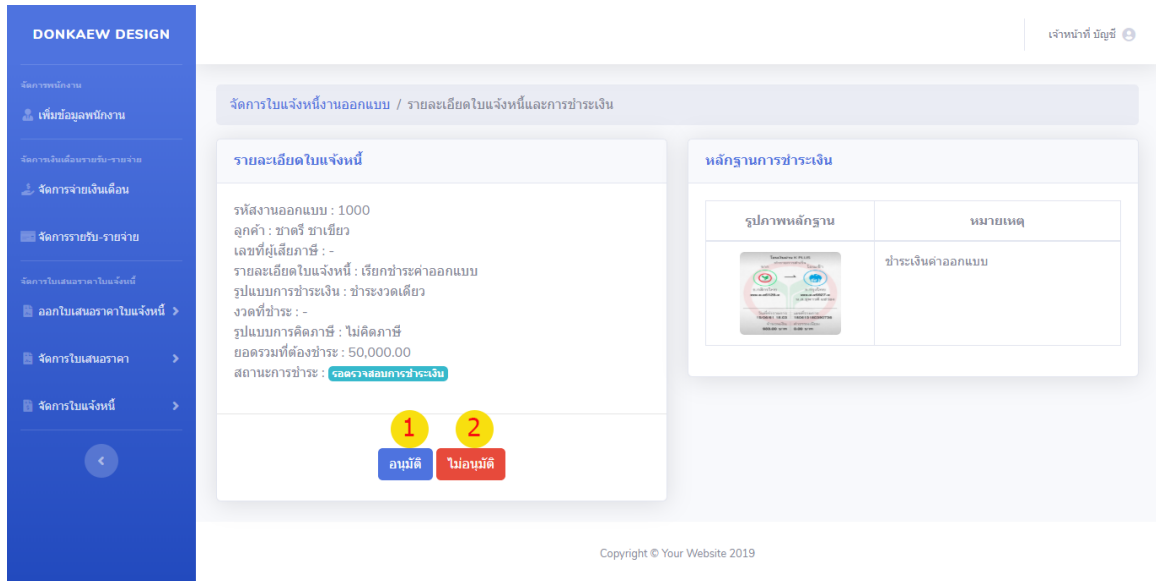 DONKAEW DESIGN
เจ้าหน้าที่ บัญชี
จัดการพนักงาน
เพิ่มข้อมูลพนักงาน
จัดการเงินเดือนรายรับ-รายจ่าย
จัดการจ่ายเงินเดือน
จัดการรายรับ-รายจ่าย
จัดการใบเสนอราคาใบแจ้งหนี้
ออกใบเสนอราคาใบแจ้งหนี้
จัดการใบเสนอราคา
จัดการใบแจ้งหนี้
จัดการใบแจ้งหนี้งานออกแบบ / รายละเอียดใบแจ้งหนี้และการชำระเงิน
รายละเอียดใบแจ้งหนี้
รหัสงานออกแบบ : 1000
ลูกค้า : ชาตรี ชาเขียว
เลขที่ผู้เสียภาษี : -
รายละเอียดใบแจ้งหนี้ : เรียกชำระค่าออกแบบ
รูปแบบการชำระเงิน : ชำระงวดเดียว
งวดที่ชำระ : -
รูปแบบการคิดภาษี : ไม่คิดภาษี
ยอดรวมที่ต้องชำระ : 50,000.00
สถานะการชำระ : รอตรวจสอบการชำระเงิน
1 2
อนุมัติ ไม่อนุมัติ
หลักฐานการชำระเงิน
รูปภาพหลักฐาน หมายเหตุ
ชำระเงินค่าออกแบบ
Copyright © Your Website 2019